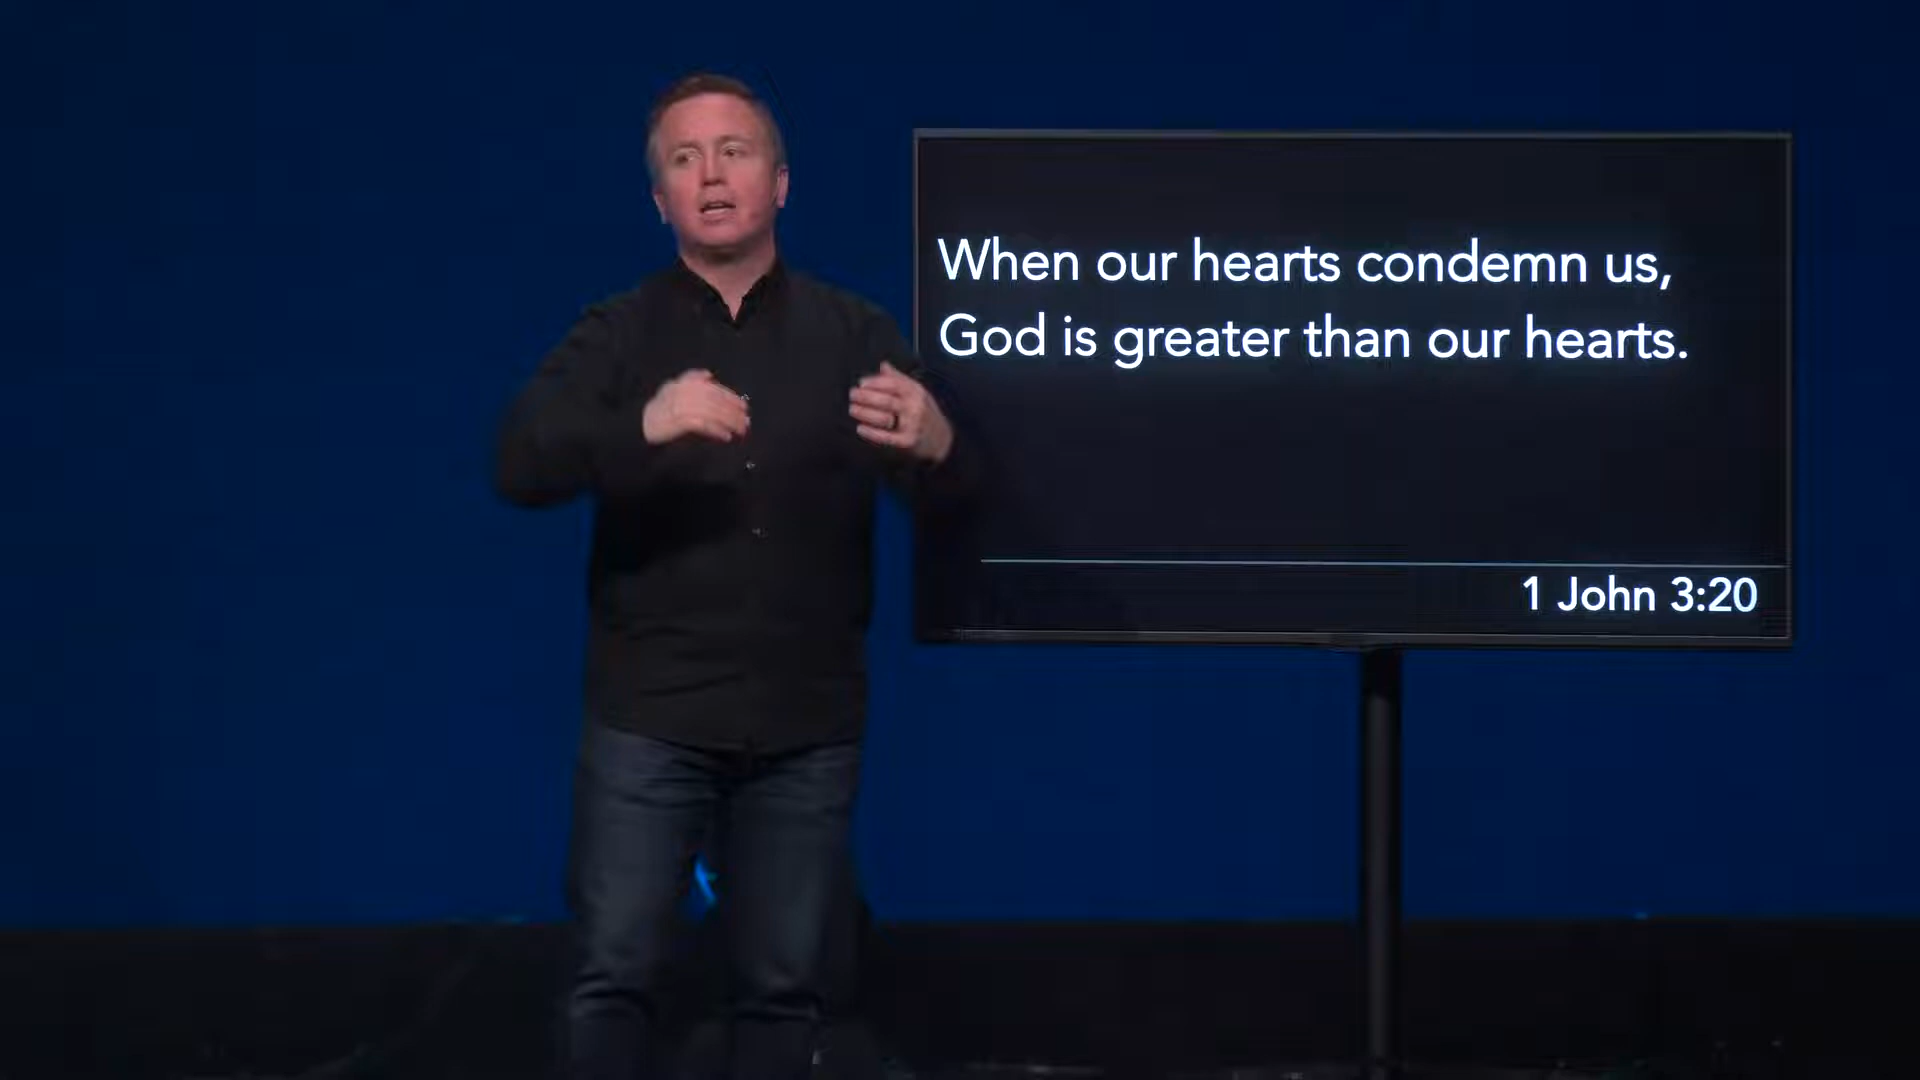 When our hearts condemn us,
God is greater than our hearts.
1 John 3:20